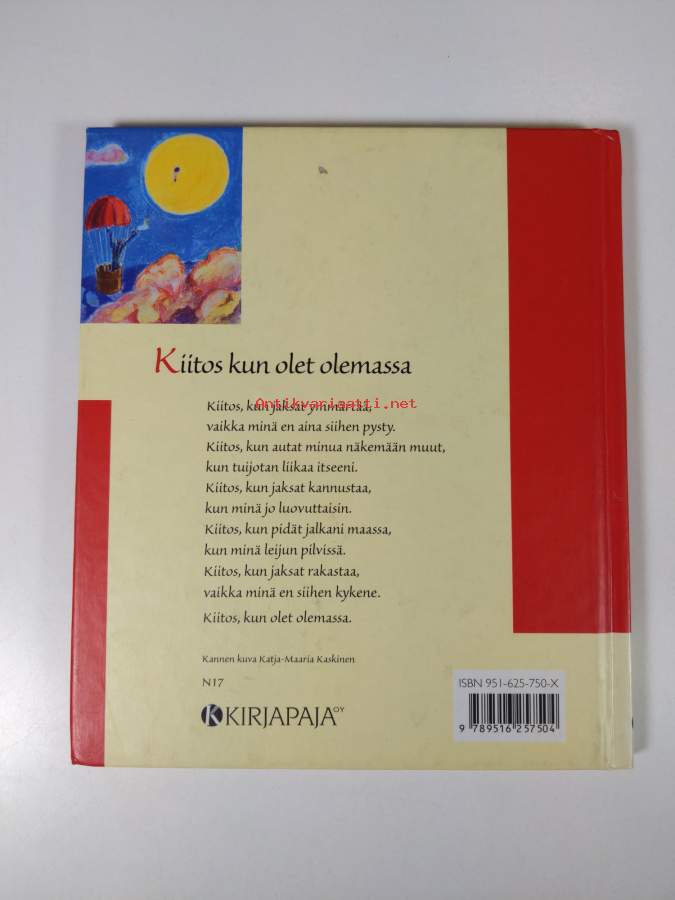 Kiitos kun olet olemassa
Antikvariaatti.net
Kiitos, kun jaksat ymmärtää,
vaikka minä en aina siihen pysty.
Kiitos, kun autat minua näkemään muut,
kun tuijotan liikaa itseeni.
Kiitos, kun jaksat kannustaa,
kun minä jo luovuttaisin.
Kiitos, kun pidät jalkani maassa,
kun minä leijun pilvissä.
Kiitos, kun jaksat rakastaa,
vaikka minä en siihen kykene.
Kiitos, kun olet olemassa.
Kannen kuva Katja-Maaria Kaskinen
N17
KIRJAPAJA OY
ISBN 951-625-750-X
9 789516 257504